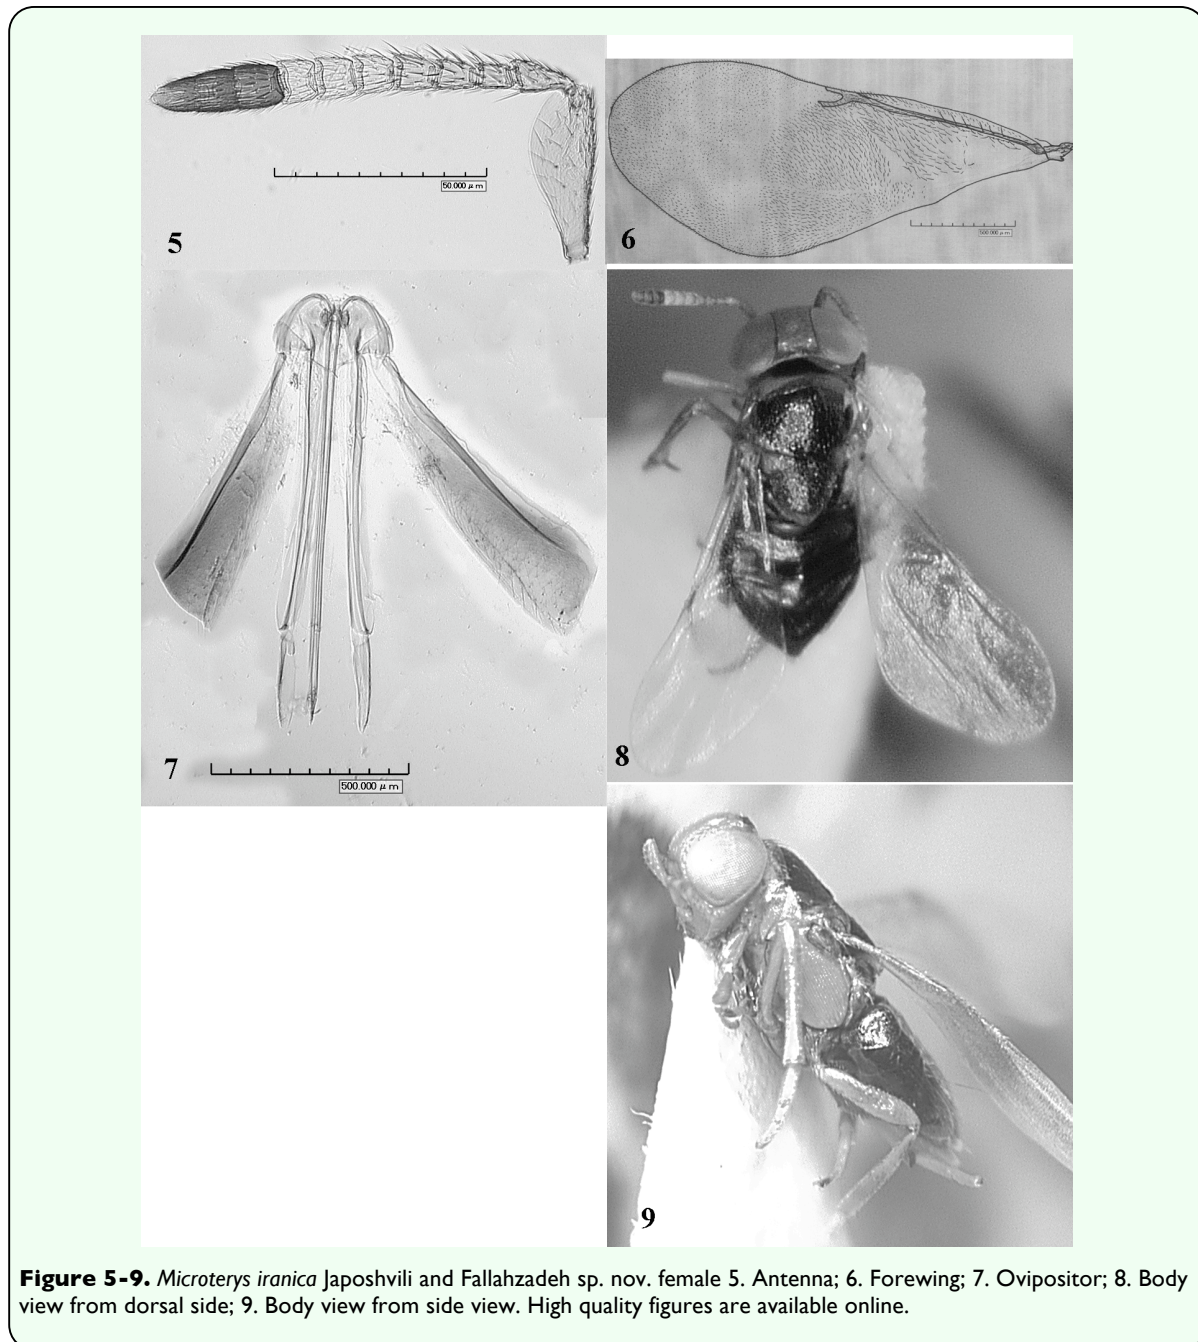 5
50.000 μm
6
500.000 μm
7
500.000 μm
8
9
Figure 5-9. Microterys iranica Japoshvili and Fallahzadeh sp. nov. female 5. Antenna; 6. Forewing; 7. Ovipositor; 8. Body
view from dorsal side; 9. Body view from side view. High quality figures are available online.